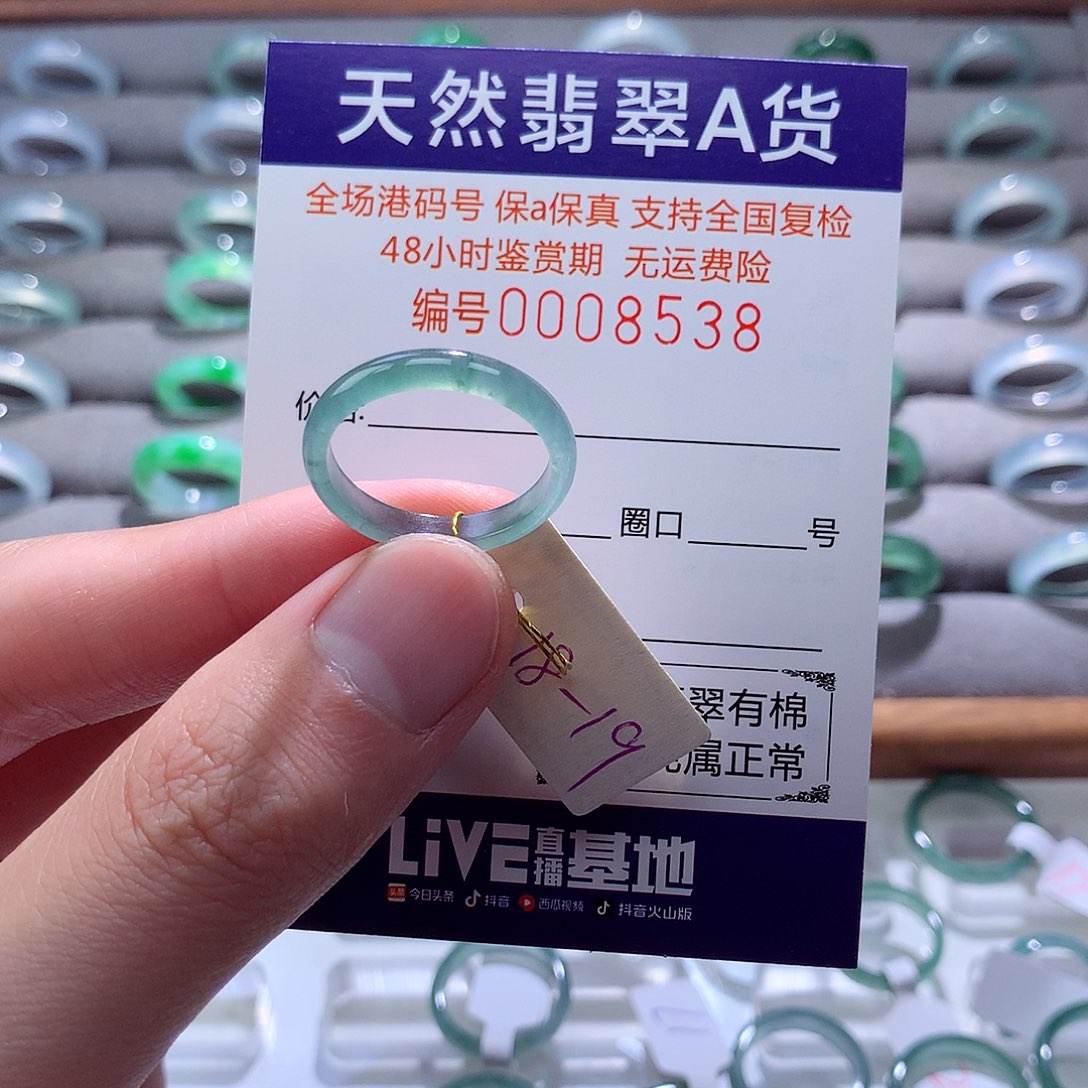 天然翡翠A货
全场港码号 保a保真 支持全国复检
48小时鉴赏期 无运费险
编号0008538
圈口 号
18-19
翠有棉
属正常
LiVE直播基地
头条 今日头条 抖音 西瓜视频 抖音火山版